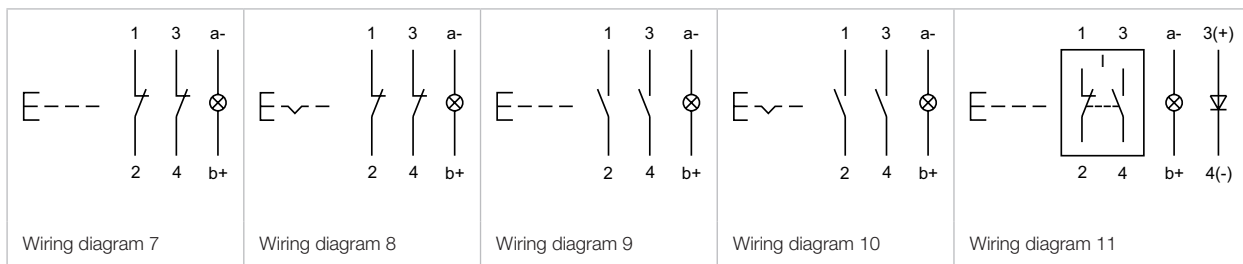 1 3 a-
2 4 b+
Wiring diagram 7
1 3 a-
2 4 b+
Wiring diagram 8
1 3 a-
2 4 b+
Wiring diagram 9
1 3 a-
2 4 b+
Wiring diagram 10
1 3 a- 3(+)
2 4 b+ 4(-)
Wiring diagram 11